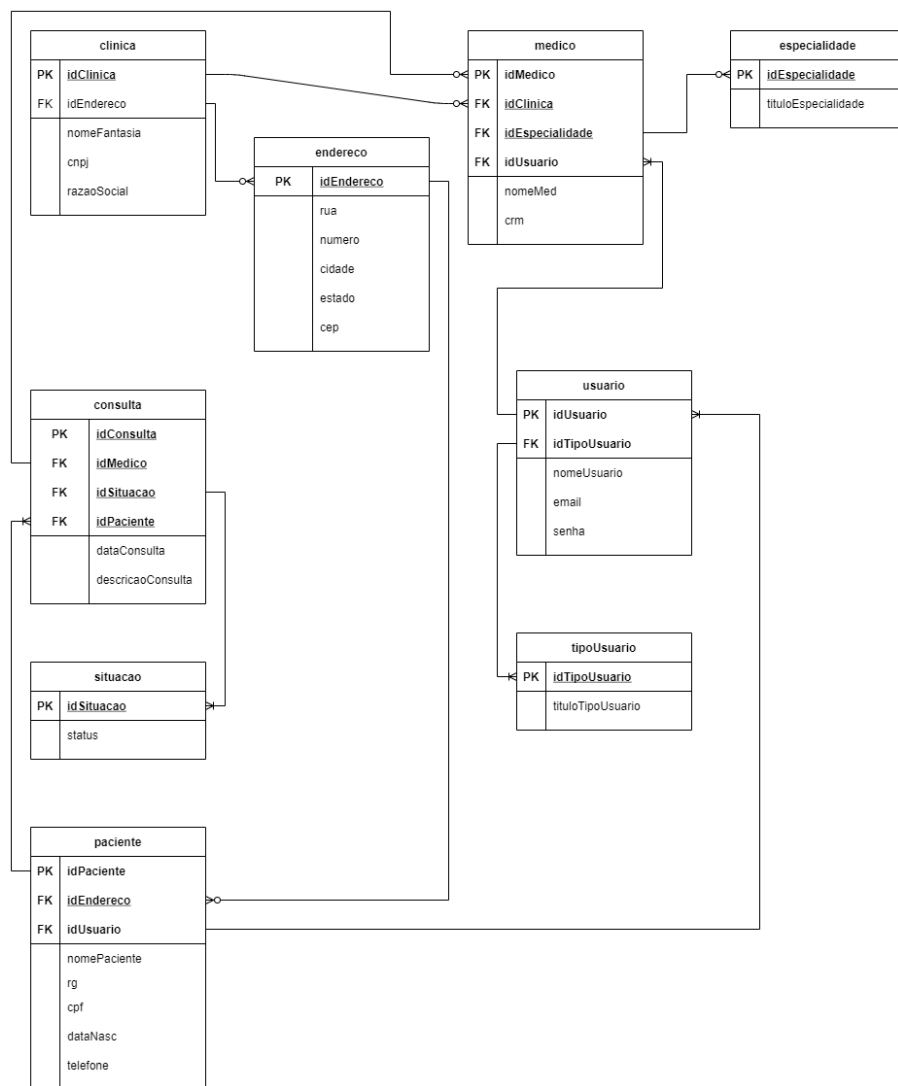 clinica
PK idClinica
FK idEndereco
nomeFantasia
cnpj
razaoSocial
medico
PK idMedico
FK idClinica
FK idEspecialidade
FK idUsuario
nomeMed
crm
especialidade
PK idEspecialidade
tituloEspecialidade
endereco
PK idEndereco
rua
numero
cidade
estado
cep
consulta
PK idConsulta
FK idMedico
FK idSituacao
FK idPaciente
dataConsulta
descricaoConsulta
usuario
PK idUsuario
FK idTipoUsuario
nomeUsuario
email
senha
situacao
PK idSituacao
status
tipoUsuario
PK idTipoUsuario
tituloTipoUsuario
paciente
PK idPaciente
FK idEndereco
FK idUsuario
nomePaciente
rg
cpf
dataNasc
telefone